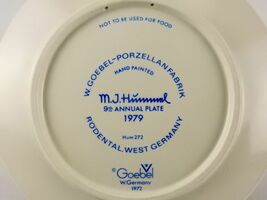 NOT TO BE USED FOR FOOD
W. GOEBEL-PORZELLANFABRIK
HAND PAINTED
M.J. Hummel
9th ANNUAL PLATE
1979
Hum 272
RÖDENTAL, WEST GERMANY
© Goebel
W. Germany
1972